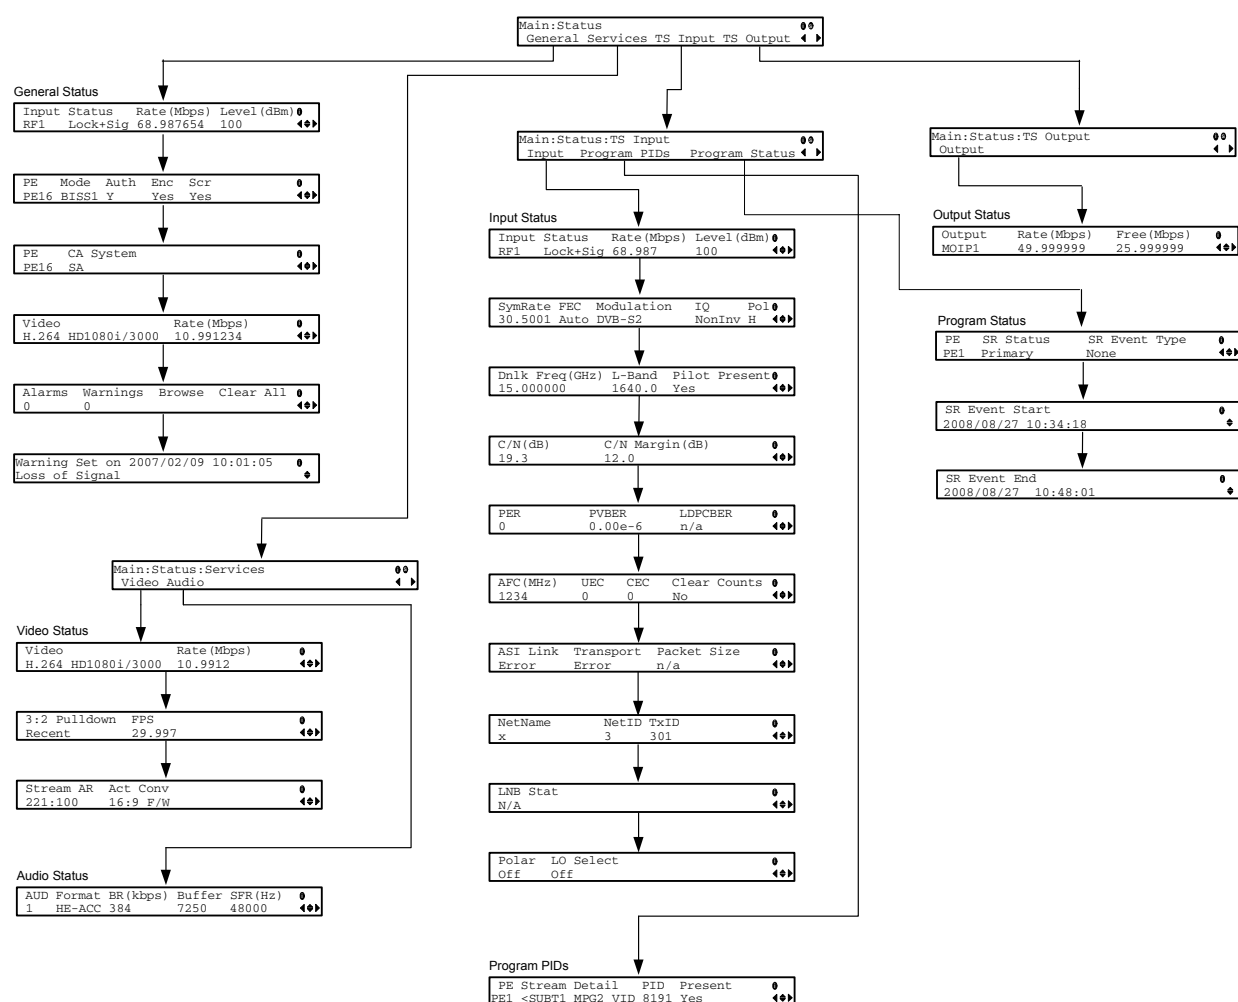 Main:Status
General Services TS Input TS Output
General Status
Input Status Rate(Mbps) Level(dBm)
RF1 Lock+Sig 68.987654 100
PE Mode Auth Enc Scr
PE16 BISS1 Y Yes Yes
PE CA System
PE16 SA
Video Rate(Mbps)
H.264 HD1080i/3000 10.991234
Alarms Warnings Browse Clear All
0 0
Warning Set on 2007/02/09 10:01:05
Loss of Signal
Main:Status:Services
Video Audio
Video Status
Video Rate(Mbps)
H.264 HD1080i/3000 10.9912
3:2 Pulldown FPS
Recent 29.997
Stream AR Act Conv
221:100 16:9 F/W
Audio Status
AUD Format BR(kbps) Buffer SFR(Hz)
1 HE-ACC 384 7250 48000
Main:Status:TS Input
Input Program PIDs Program Status
Input Status
Input Status Rate(Mbps) Level(dBm)
RF1 Lock+Sig 68.987 100
SymRate FEC Modulation IQ Pol
30.5001 Auto DVB-S2 NonInv H
Dnlk Freq(GHz) L-Band Pilot Present
15.000000 1640.0 Yes
C/N(dB) C/N Margin(dB)
19.3 12.0
PER PVBER LDPCBER
0 0.00e-6 n/a
AFC(MHz) UEC CEC Clear Counts
1234 0 0 No
ASI Link Transport Packet Size
Error Error n/a
NetName NetID TxID
x 3 301
LNB Stat
N/A
Polar LO Select
Off Off
Program PIDs
PE Stream Detail PID Present
PE1 <SUBT1 MPG2 VID 8191 Yes
Main:Status:TS Output
Output
Output Status
Output Rate(Mbps) Free(Mbps)
MOIP1 49.999999 25.999999
Program Status
PE SR Status SR Event Type
PE1 Primary None
SR Event Start
2008/08/27 10:34:18
SR Event End
2008/08/27 10:48:01